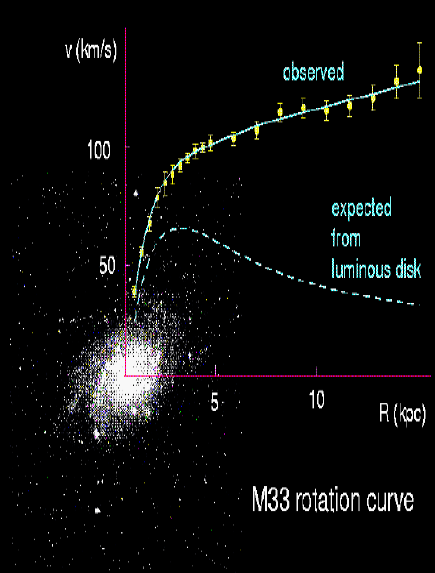 v (km/s)
observed
100
expected
from
luminous disk
50
5
10
R (kpc)
M33 rotation curve